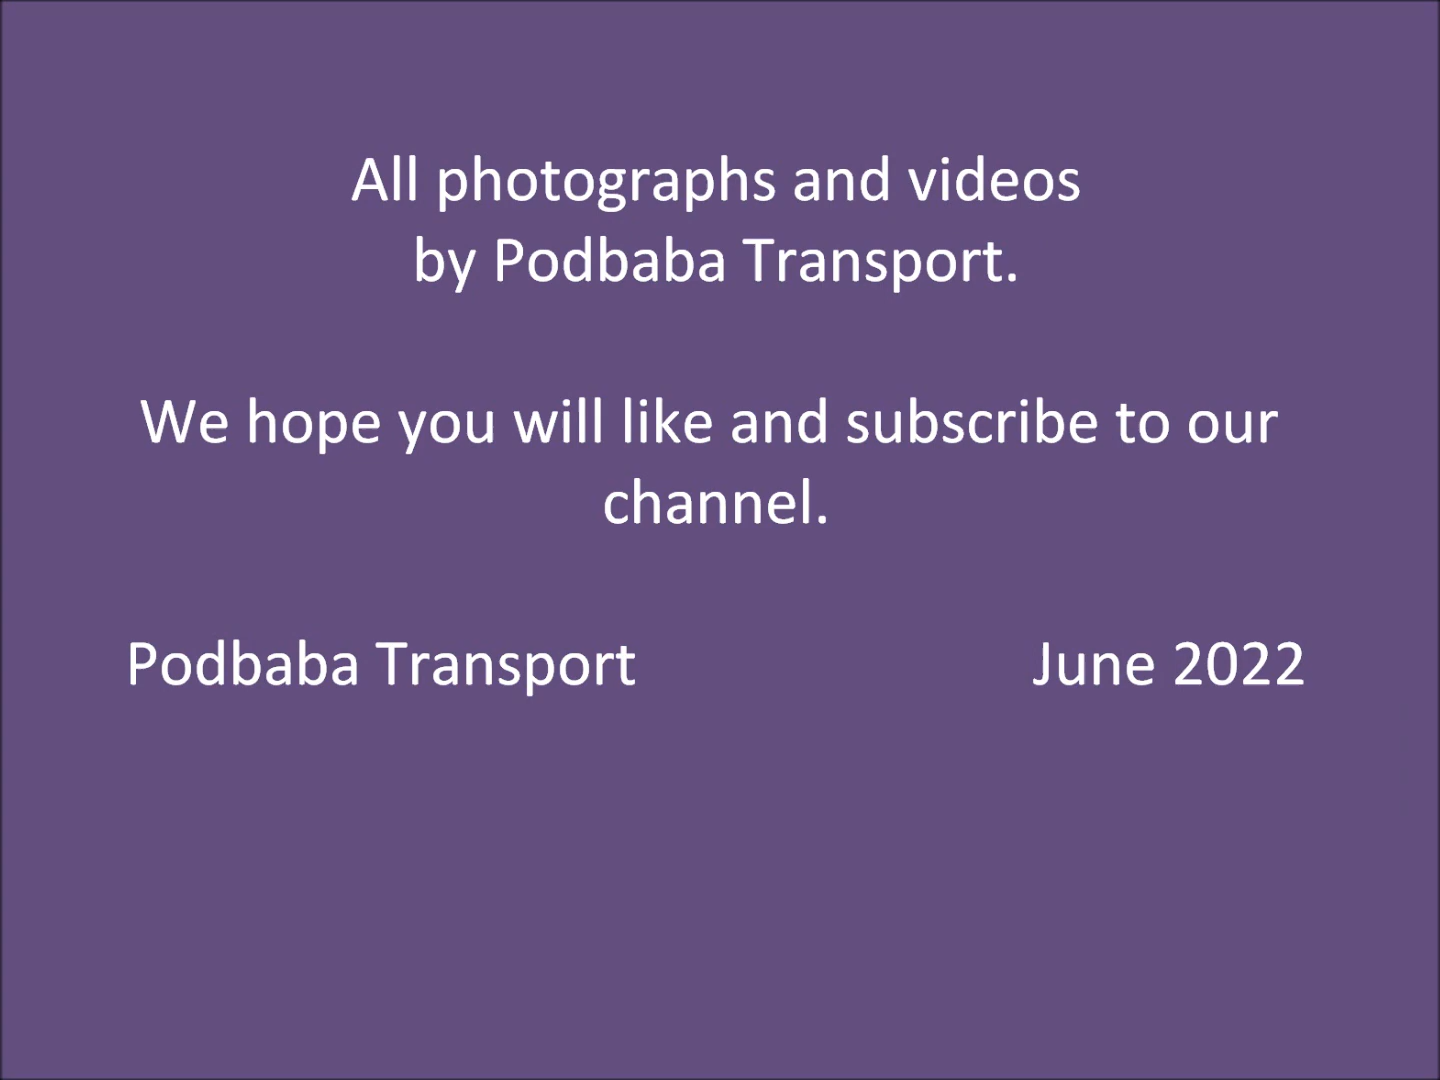 All photographs and videos
by Podbaba Transport.
We hope you will like and subscribe to our
channel.
Podbaba Transport June 2022